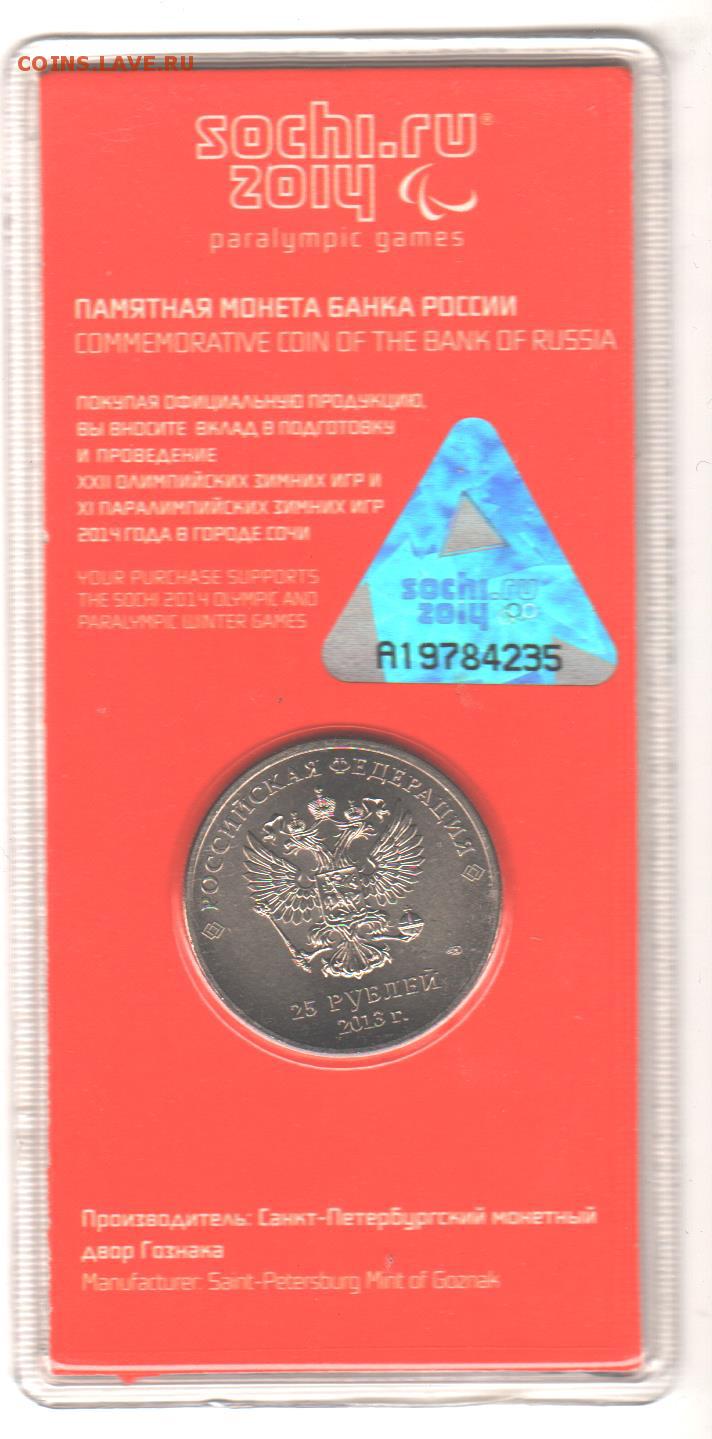 COINS.LAVE.RU
sochi.ru®
2014
paralympic games
ПАМЯТНАЯ МОНЕТА БАНКА РОССИИ
COMMEMORATIVE COIN OF THE BANK OF RUSSIA
ПОКУПАЯ ОФИЦИАЛЬНУЮ ПРОДУКЦИЮ,
ВЫ ВНОСИТЕ ВКЛАД В ПОДГОТОВКУ
И ПРОВЕДЕНИЕ
XXII ОЛИМПИЙСКИХ ЗИМНИХ ИГР И
XI ПАРАЛИМПИЙСКИХ ЗИМНИХ ИГР
2014 ГОДА В ГОРОДЕ СОЧИ
YOUR PURCHASE SUPPORTS
THE SOCHI 2014 OLYMPIC AND
PARALYMPIC WINTER GAMES
sochi.ru
2014
A19784235
РОССИЙСКАЯ ФЕДЕРАЦИЯ
25 РУБЛЕЙ
2013 г.
Производитель: Санкт-Петербургский монетный
двор Гознака
Manufacturer: Saint-Petersburg Mint of Goznak